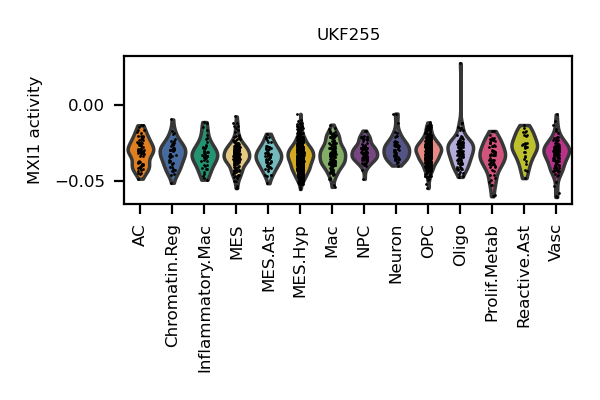 UKF255
MXI1 activity
0.00
−0.05
AC
Chromatin.Reg
Inflammatory.Mac
MES
MES.Ast
MES.Hyp
Mac
NPC
Neuron
OPC
Oligo
Prolif.Metab
Reactive.Ast
Vasc